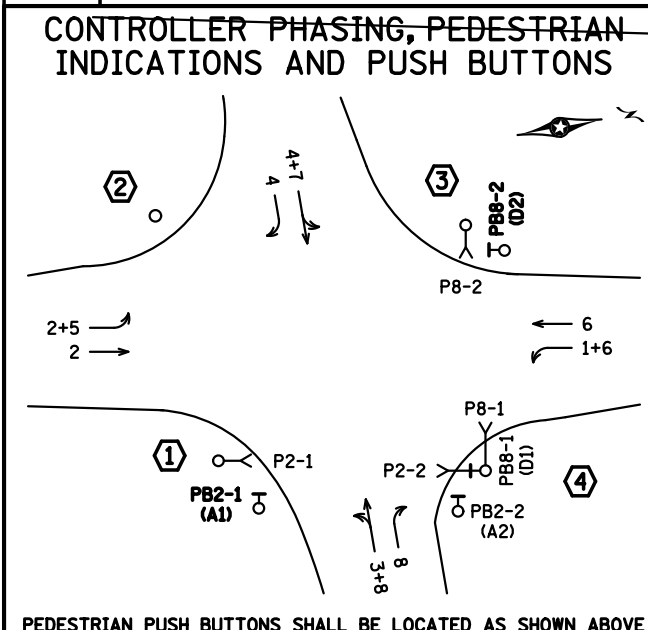 CONTROLLER PHASING, PEDESTRIAN
INDICATIONS AND PUSH BUTTONS
2
4
4+7
3
PB8-2
(D2)
P8-2
2+5
2
6
1+6
P8-1
1
P2-1
P2-2
PB8-1
(D1)
4
PB2-1
(A1)
PB2-2
(A2)
3+8
8
PEDESTRIAN PUSH BUTTONS SHALL BE LOCATED AS SHOWN ABOVE